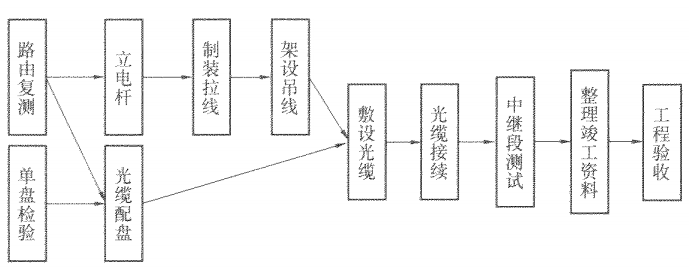 路由复测
立电杆
制装拉线
架设吊线
单盘检验
光缆配盘
敷设光缆
光缆接续
中继段测试
整理竣工资料
工程验收